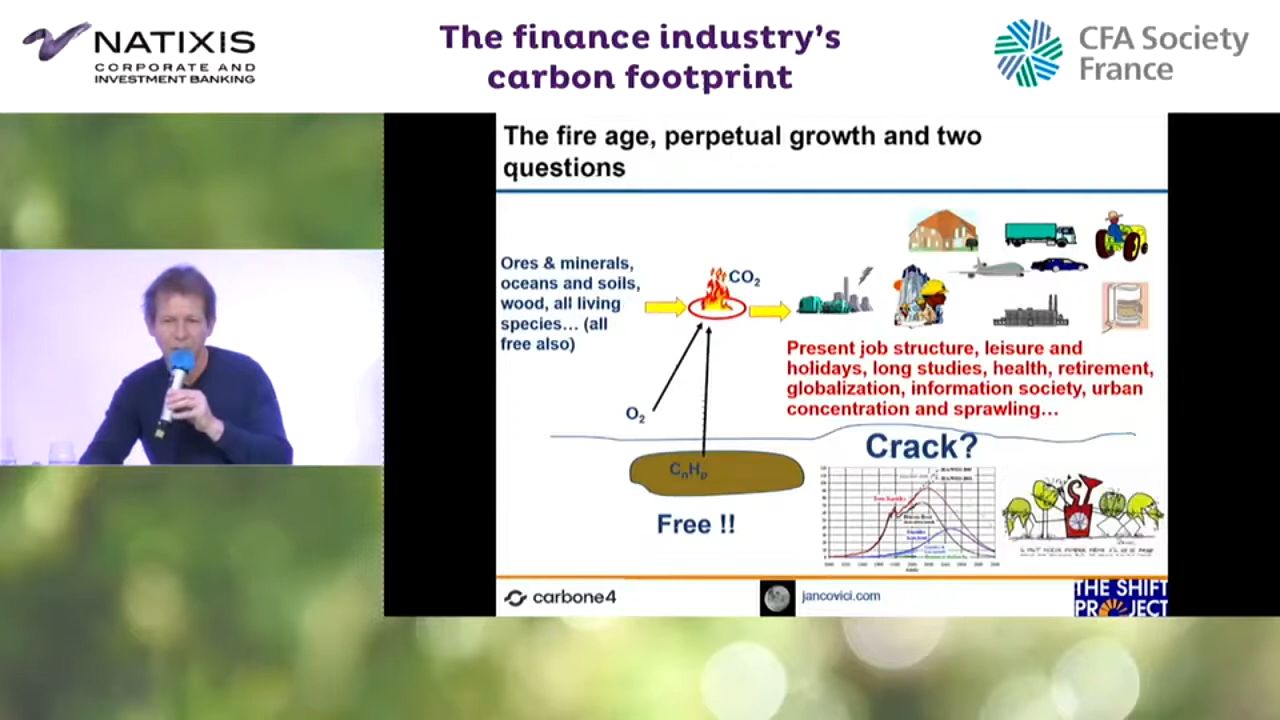 NATIXIS
CORPORATE AND
INVESTMENT BANKING
The finance industry's
carbon footprint
CFA Society
France
The fire age, perpetual growth and two
questions
Ores & minerals,
oceans and soils,
wood, all living
species… (all
free also)
CO2
O2
CnHp
Free !!
Present job structure, leisure and
holidays, long studies, health, retirement,
globalization, information society, urban
concentration and sprawling…
Crack?
carbone4
jancovici.com
THE SHIFT
PROJECT